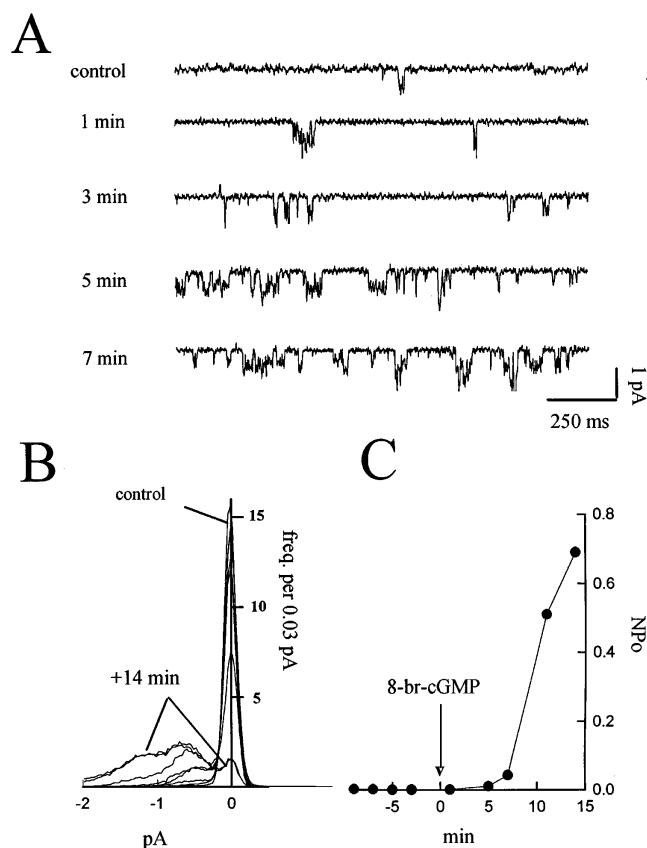 A
control
1 min
3 min
5 min
7 min
1 pA
250 ms
B
control
+14 min
15
10
5
freq. per 0.03 pA
-2
-1
0
pA
C
8-br-cGMP
0.8
0.6
0.4
0.2
0.0
NPo
-5
0
5
10
15
min